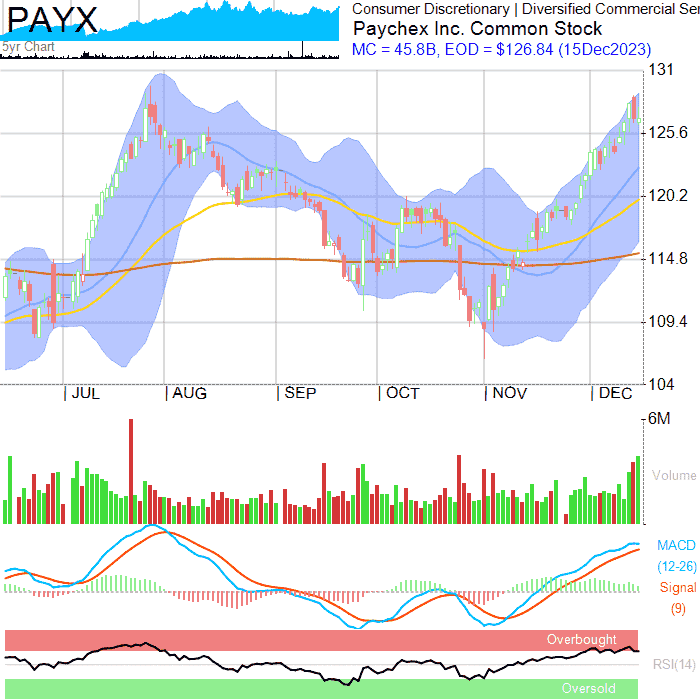 PAYX
5yr Chart
Consumer Discretionary | Diversified Commercial Ser
Paychex Inc. Common Stock
MC = 45.8B, EOD = $126.84 (15Dec2023)
131
125.6
120.2
114.8
109.4
104
| JUL | AUG | SEP | OCT | NOV | DEC
6M
Volume
MACD
(12-26)
Signal
(9)
Overbought
RSI(14)
Oversold